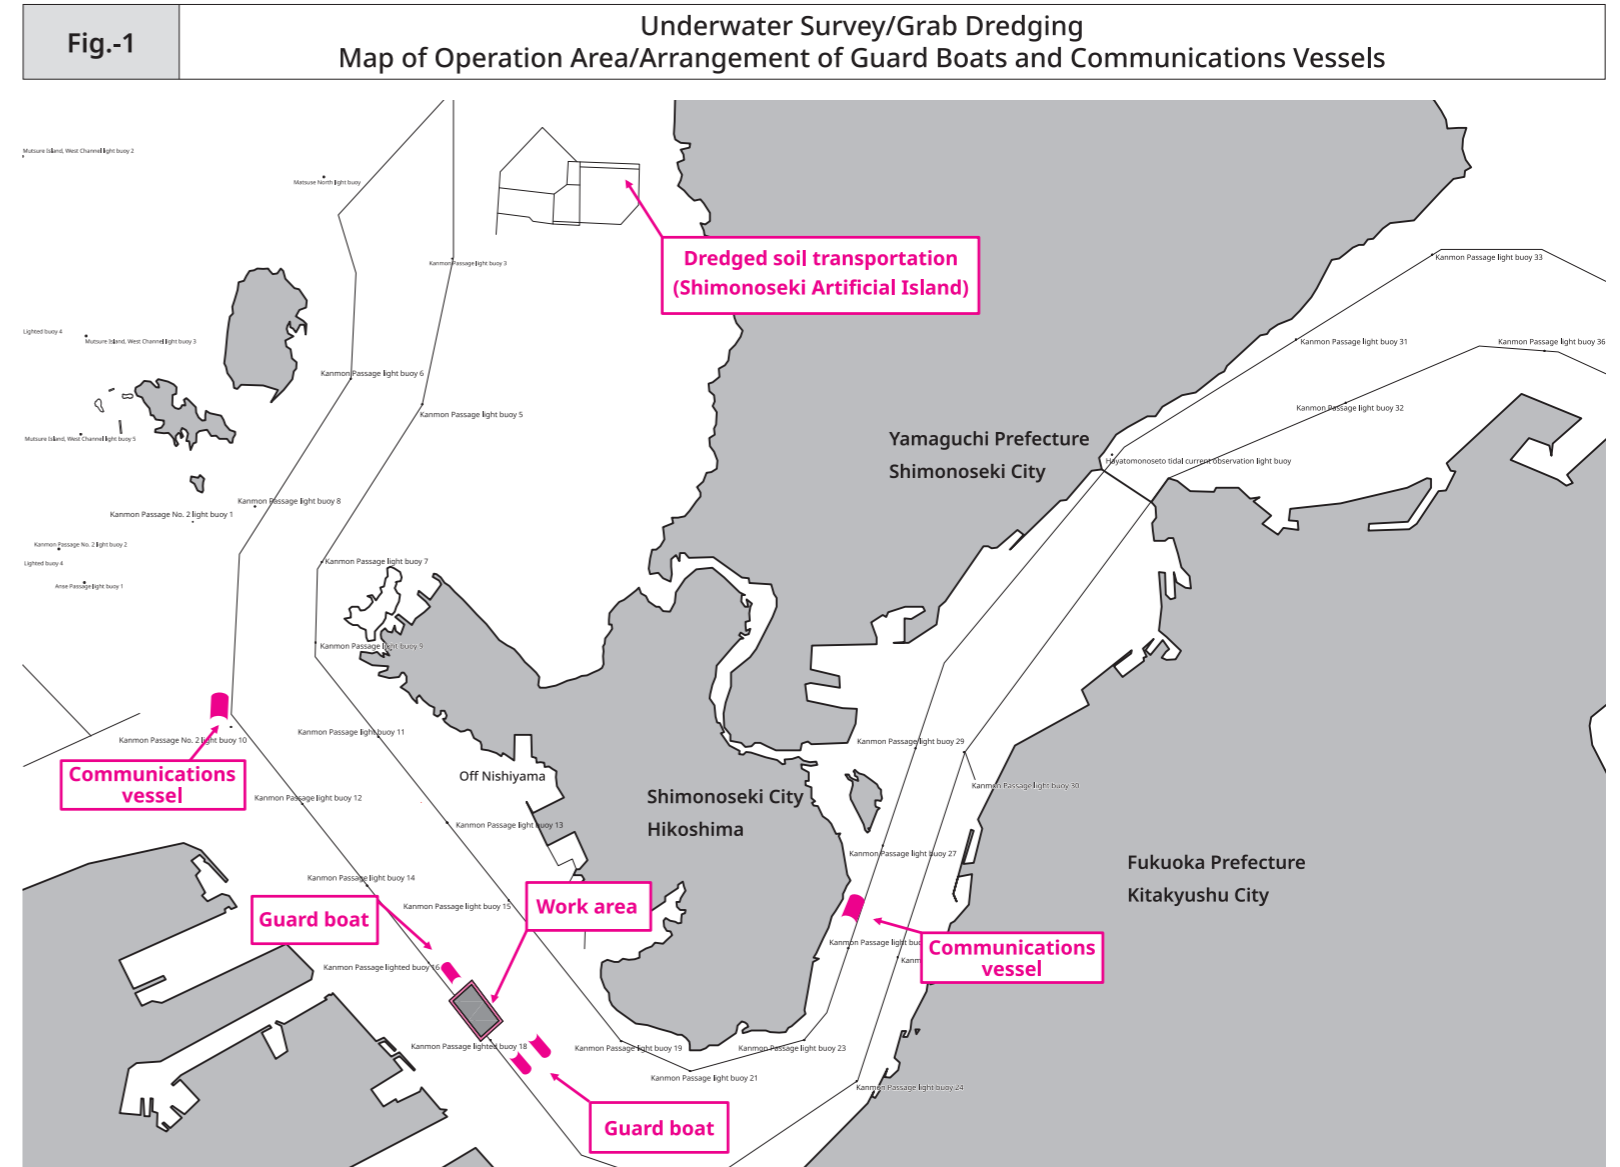 Fig.-1
Underwater Survey/Grab Dredging
Map of Operation Area/Arrangement of Guard Boats and Communications Vessels
Mutsure Island, West Channel light buoy 2
Matsuse North light buoy
Kanmon Passage light buoy 3
Dredged soil transportation
(Shimonoseki Artificial Island)
Kanmon Passage light buoy 33
Lighted buoy 4
Mutsure Island, West Channel light buoy 3
Kanmon Passage light buoy 31
Kanmon Passage light buoy 36
Kanmon Passage light buoy 6
Kanmon Passage light buoy 5
Kanmon Passage light buoy 32
Mutsure Island, West Channel light buoy 5
Yamaguchi Prefecture
Shimonoseki City
Hayatomonoseto tidal current observation light buoy
Kanmon Passage light buoy 8
Kanmon Passage No. 2 light buoy 1
Kanmon Passage No. 2 light buoy 2
Lighted buoy 4
Kanmon Passage light buoy 7
Anse Passage light buoy 1
Kanmon Passage light buoy 9
Kanmon Passage light buoy 11
Kanmon Passage No. 2 light buoy 10
Kanmon Passage light buoy 29
Communications
vessel
Off Nishiyama
Kanmon Passage light buoy 30
Kanmon Passage light buoy 12
Shimonoseki City
Hikoshima
Kanmon Passage light buoy 13
Kanmon Passage light buoy 27
Fukuoka Prefecture
Kitakyushu City
Kanmon Passage light buoy 14
Kanmon Passage light buoy 15
Guard boat
Work area
Kanmon Passage light buo
Kanm
Communications
vessel
Kanmon Passage lighted buoy 16
Kanmon Passage lighted buoy 18
Kanmon Passage light buoy 19
Kanmon Passage light buoy 23
Kanmon Passage light buoy 21
Kanmon Passage light buoy 24
Guard boat